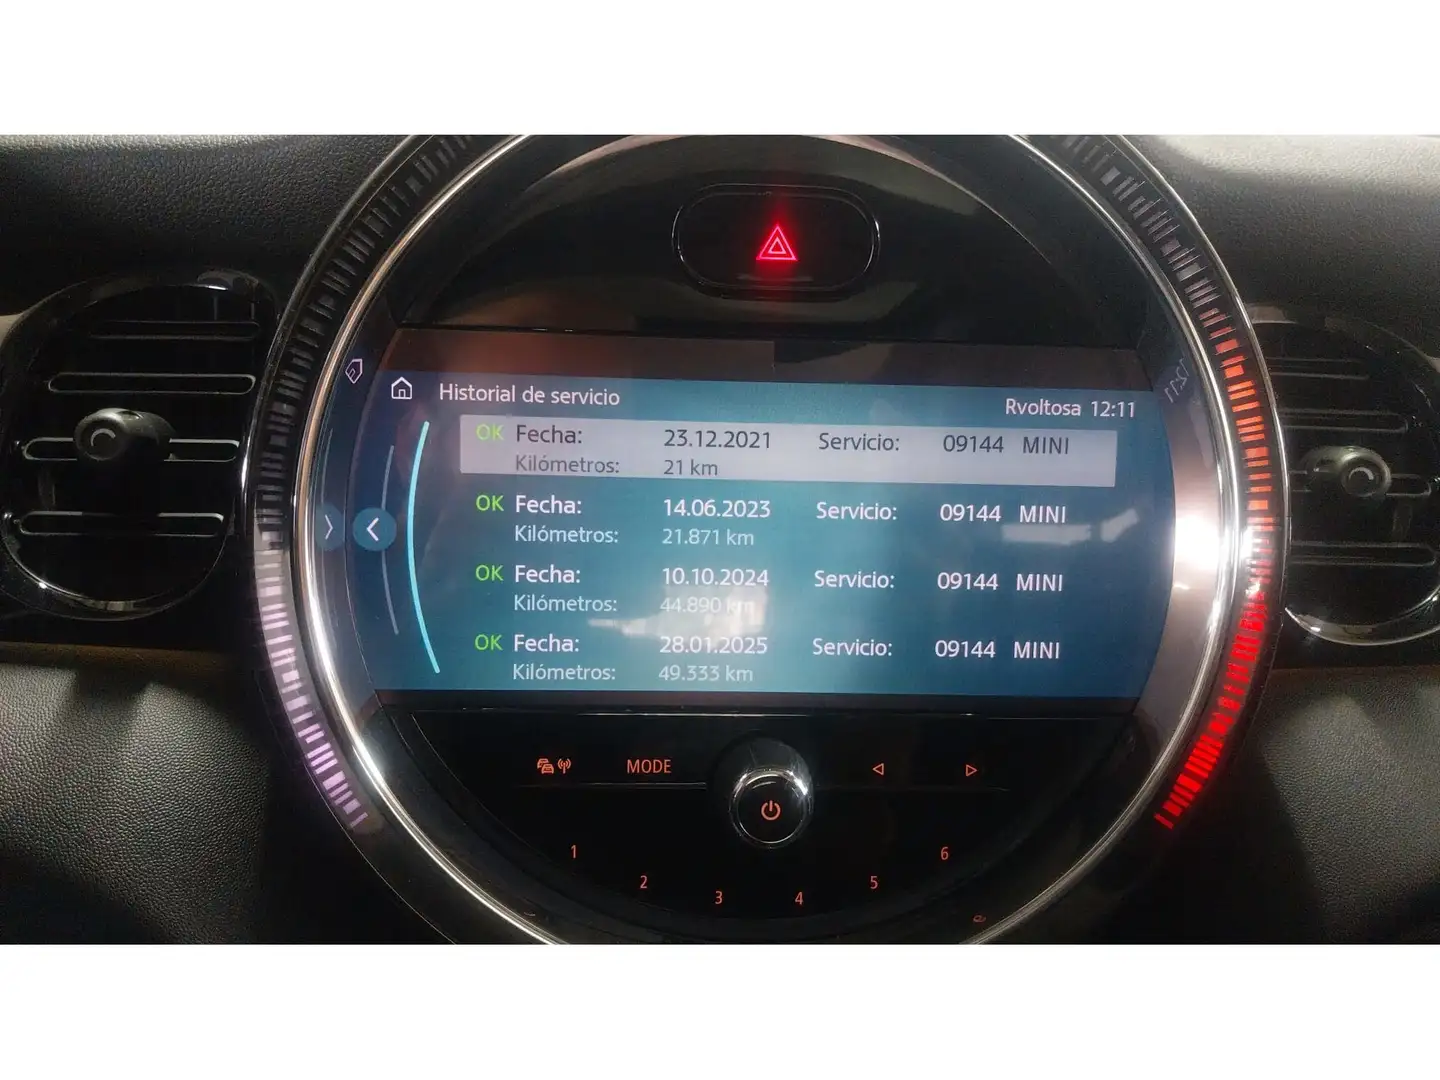 Historial de servicio
Rvoltosa 12:11
OK Fecha: 23.12.2021 Servicio: 09144 MINI
Kilómetros: 21 km
OK Fecha: 14.06.2023 Servicio: 09144 MINI
Kilómetros: 21.871 km
OK Fecha: 10.10.2024 Servicio: 09144 MINI
Kilómetros: 44.890 km
OK Fecha: 28.01.2025 Servicio: 09144 MINI
Kilómetros: 49.333 km
MODE
1 2 3 4 5 6